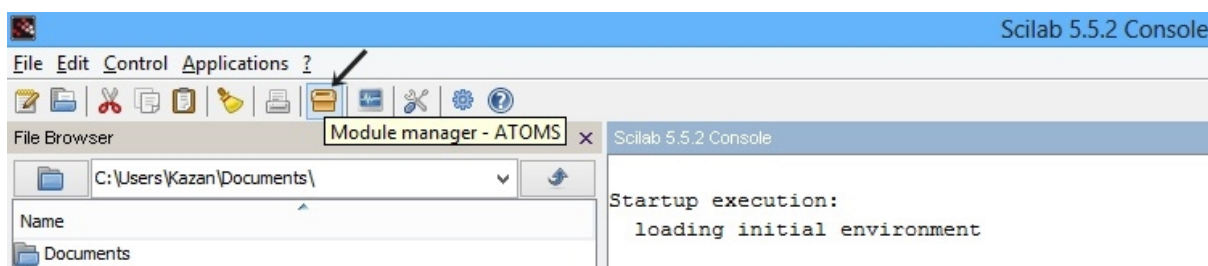 Scilab 5.5.2 Console
File Edit Control Applications ?
Module manager - ATOMS
File Browser
Scilab 5.5.2 Console
C:\Users\Kazan\Documents\
Name
Documents
Startup execution:
loading initial environment